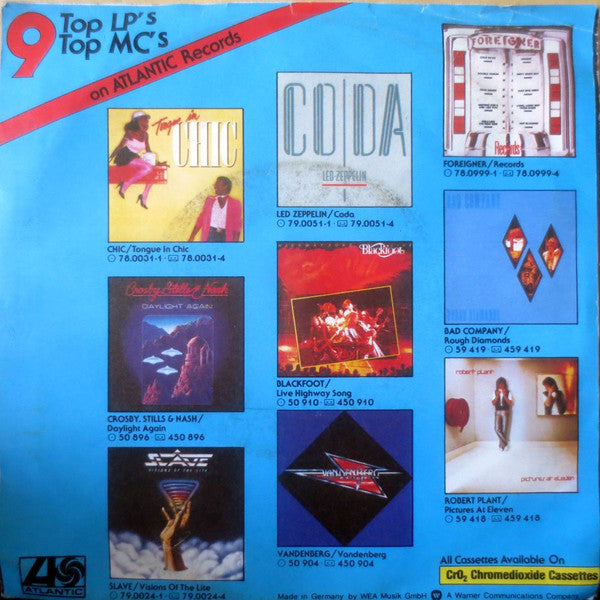 9 Top LP's
Top MC's
on ATLANTIC Records
Tongue in
CHIC
CHIC/Tongue In Chic
78.0031-1 · 78.0031-4
CODA
LED ZEPPELIN
LED ZEPPELIN/Coda
79.0051-1 · 79.0051-4
FOREIGNER
Records
FOREIGNER/Records
78.0999-1 · 78.0999-4
Crosby, Stills & Nash
DAYLIGHT AGAIN
CROSBY, STILLS & NASH/
Daylight Again
50 896 · 450 896
Blackfoot
BLACKFOOT/
Live Highway Song
50 910 · 450 910
BAD COMPANY
ROUGH DIAMONDS
BAD COMPANY/
Rough Diamonds
59 419 · 459 419
SLAVE
VISIONS OF THE LITE
SLAVE/Visions Of The Lite
79.0024-1 · 79.0024-4
VANDENBERG
VANDENBERG/Vandenberg
50 904 · 450 904
robert plant
pictures at eleven
ROBERT PLANT/
Pictures At Eleven
59 418 · 459 418
ATLANTIC
All Cassettes Available On
CrO₂ Chromedioxide Cassettes
Made in Germany by WEA Musik GmbH
A Warner Communications Company